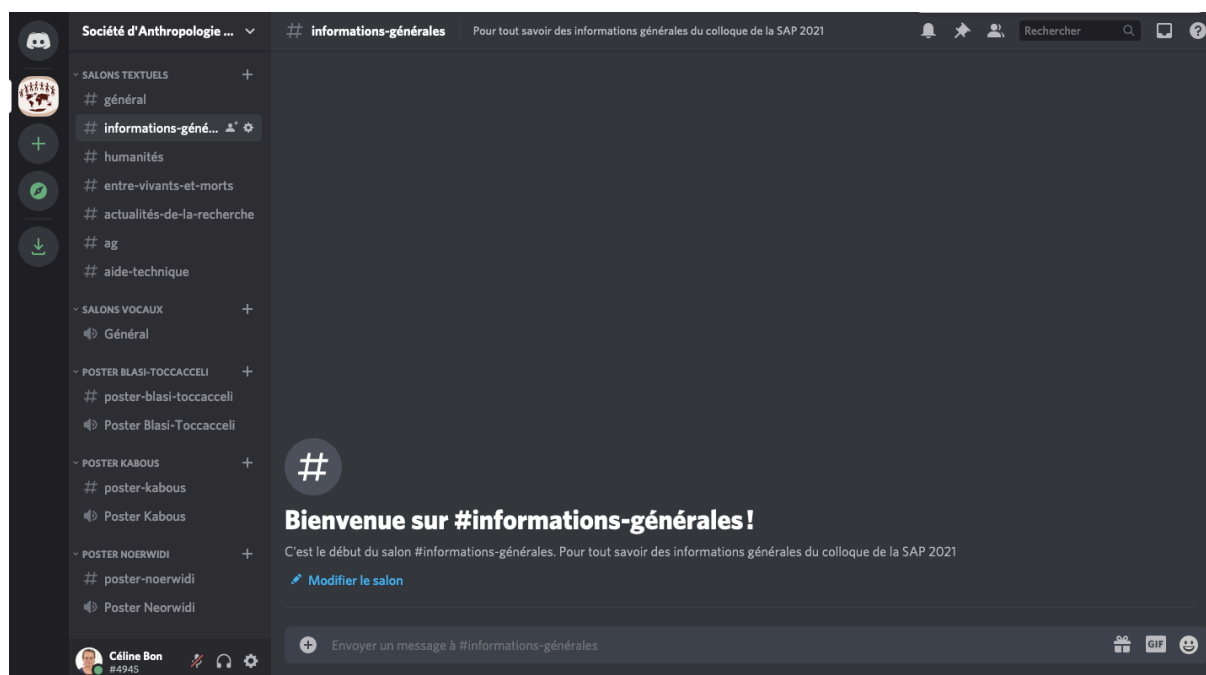 Société d'Anthropologie ...
# informations-générales
Pour tout savoir des informations générales du colloque de la SAP 2021
Rechercher
SALONS TEXTUELS
# général
# informations-géné...
# humanités
# entre-vivants-et-morts
# actualités-de-la-recherche
# ag
# aide-technique
SALONS VOCAUX
Général
POSTER BLASI-TOCCACCELI
# poster-blasi-toccacceli
Poster Blasi-Toccacceli
POSTER KABOUS
# poster-kabous
Poster Kabous
POSTER NOERWIDI
# poster-noerwidi
Poster Neorwidi
Céline Bon
#4945
#
Bienvenue sur #informations-générales !
C'est le début du salon #informations-générales. Pour tout savoir des informations générales du colloque de la SAP 2021
Modifier le salon
Envoyer un message à #informations-générales
GIF